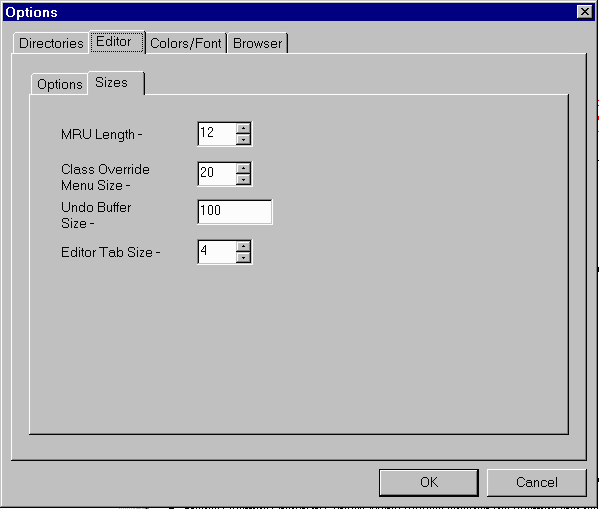 Options
Directories Editor Colors/Font Browser
Options Sizes
MRU Length - 12
Class Override
Menu Size - 20
Undo Buffer
Size - 100
Editor Tab Size - 4
OK Cancel